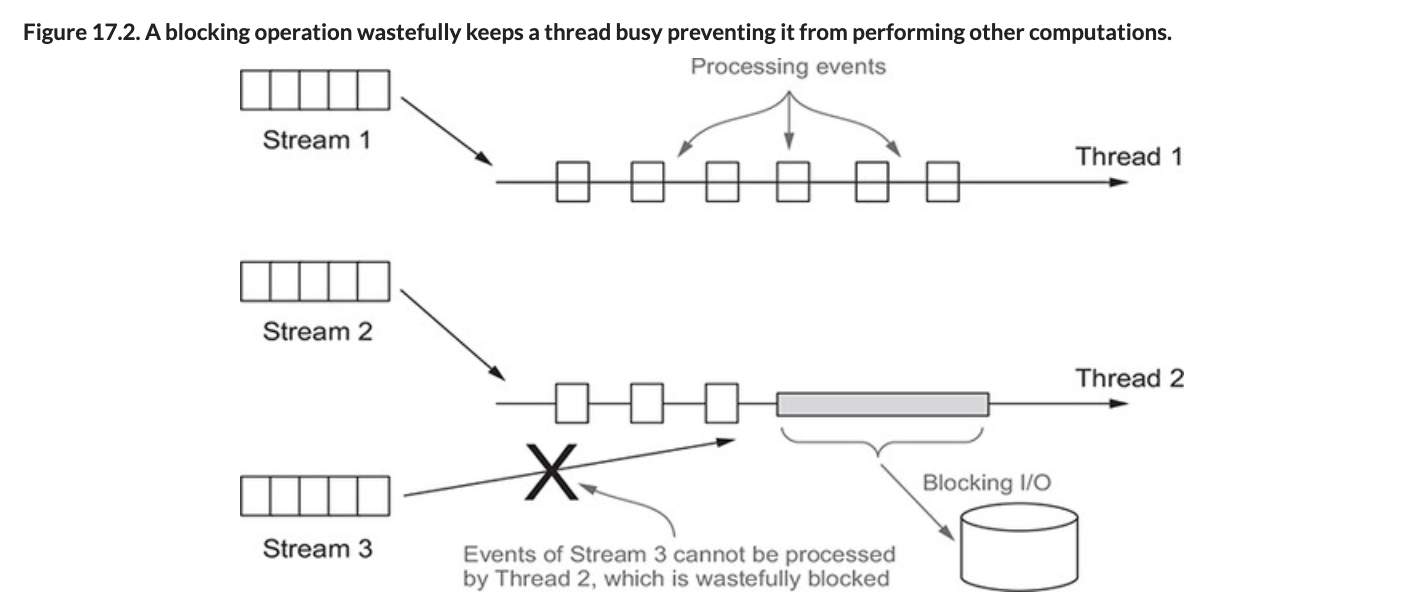 Figure 17.2. A blocking operation wastefully keeps a thread busy preventing it from performing other computations.
Processing events
Stream 1
Thread 1
Stream 2
Thread 2
X
Blocking I/O
Stream 3
Events of Stream 3 cannot be processed
by Thread 2, which is wastefully blocked